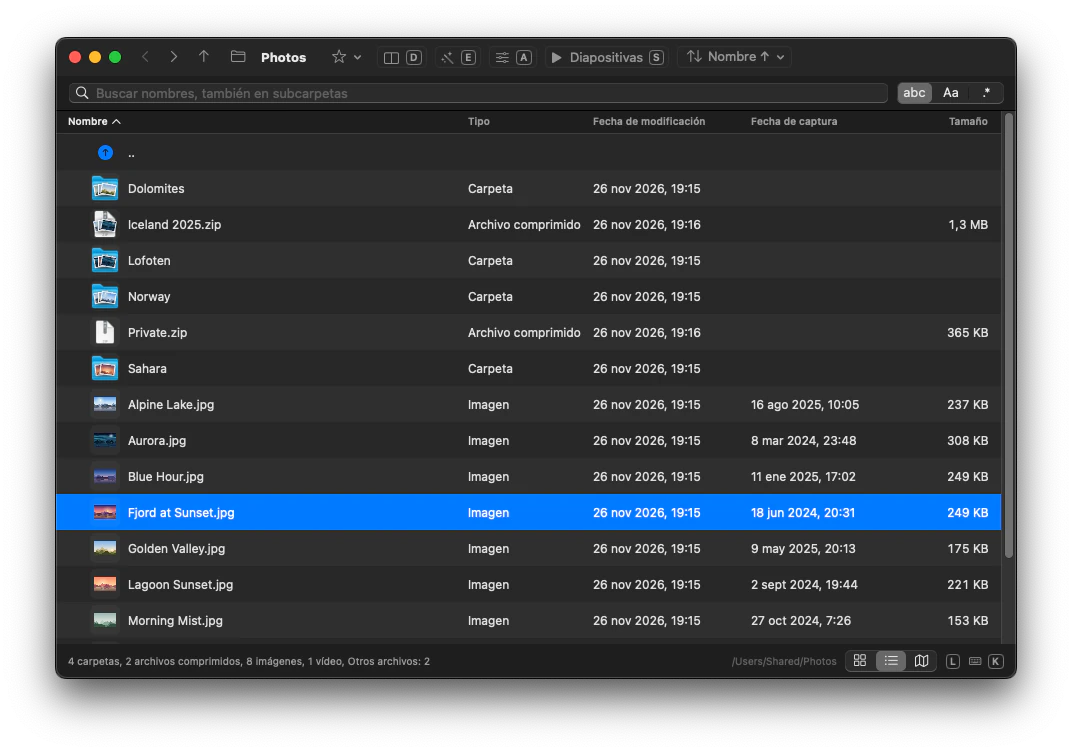 Photos D E A Diapositivas S Nombre
Buscar nombres, también en subcarpetas abc Aa .*
Nombre Tipo Fecha de modificación Fecha de captura Tamaño
..
Dolomites Carpeta 26 nov 2026, 19:15
Iceland 2025.zip Archivo comprimido 26 nov 2026, 19:16 1,3 MB
Lofoten Carpeta 26 nov 2026, 19:15
Norway Carpeta 26 nov 2026, 19:15
Private.zip Archivo comprimido 26 nov 2026, 19:16 365 KB
Sahara Carpeta 26 nov 2026, 19:15
Alpine Lake.jpg Imagen 26 nov 2026, 19:15 16 ago 2025, 10:05 237 KB
Aurora.jpg Imagen 26 nov 2026, 19:15 8 mar 2024, 23:48 308 KB
Blue Hour.jpg Imagen 26 nov 2026, 19:15 11 ene 2025, 17:02 249 KB
Fjord at Sunset.jpg Imagen 26 nov 2026, 19:15 18 jun 2024, 20:31 249 KB
Golden Valley.jpg Imagen 26 nov 2026, 19:15 9 may 2025, 20:13 175 KB
Lagoon Sunset.jpg Imagen 26 nov 2026, 19:15 2 sept 2024, 19:44 221 KB
Morning Mist.jpg Imagen 26 nov 2026, 19:15 27 oct 2024, 7:26 153 KB
4 carpetas, 2 archivos comprimidos, 8 imágenes, 1 vídeo, Otros archivos: 2 /Users/Shared/Photos L K